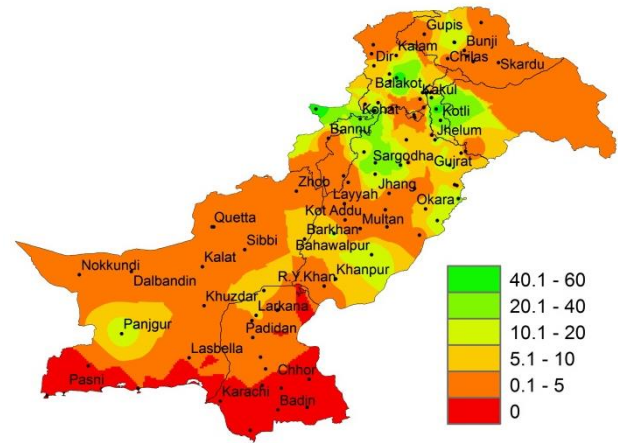 Gupis
Kalam
Bunji
Dir
Chilas
Skardu
Balakot
Kakul
Kohat
Kotli
Bannu
Jhelum
Sargodha
Gujrat
Zhob
Jhang
Layyah
Okara
Kot Addu
Quetta
Multan
Barkhan
Sibbi
Bahawalpur
Nokkundi
Kalat
R.Y.Khan
Khanpur
Dalbandin
Khuzdar
Larkana
Panjgur
Padidan
Lasbella
Pasni
Chhor
Karachi
Badin
40.1 - 60
20.1 - 40
10.1 - 20
5.1 - 10
0.1 - 5
0